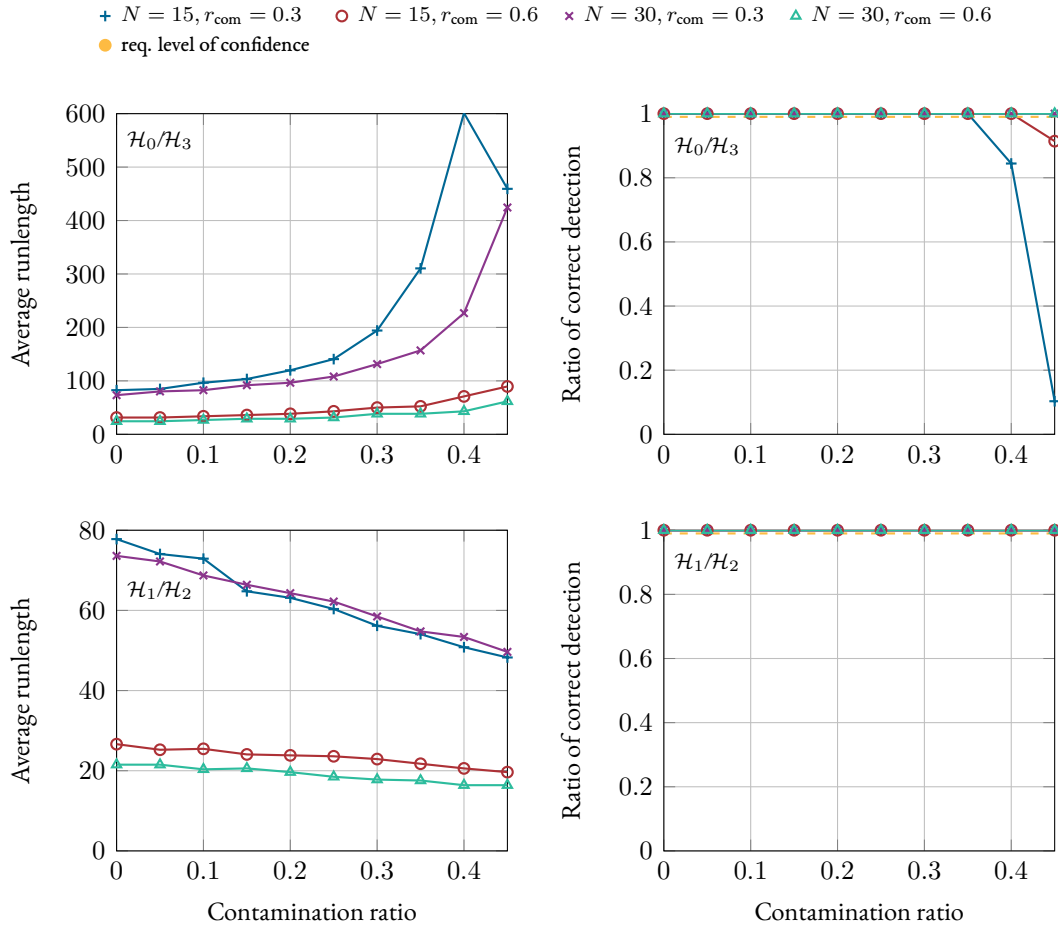 N = 15, r_com = 0.3 N = 15, r_com = 0.6 N = 30, r_com = 0.3 N = 30, r_com = 0.6
req. level of confidence
Average runlength
600
500
400
300
200
100
0
ℋ₀/ℋ₃
0 0.1 0.2 0.3 0.4
Ratio of correct detection
1
0.8
0.6
0.4
0.2
0
ℋ₀/ℋ₃
0 0.1 0.2 0.3 0.4
Average runlength
80
60
40
20
0
ℋ₁/ℋ₂
0 0.1 0.2 0.3 0.4
Contamination ratio
Ratio of correct detection
1
0.8
0.6
0.4
0.2
0
ℋ₁/ℋ₂
0 0.1 0.2 0.3 0.4
Contamination ratio